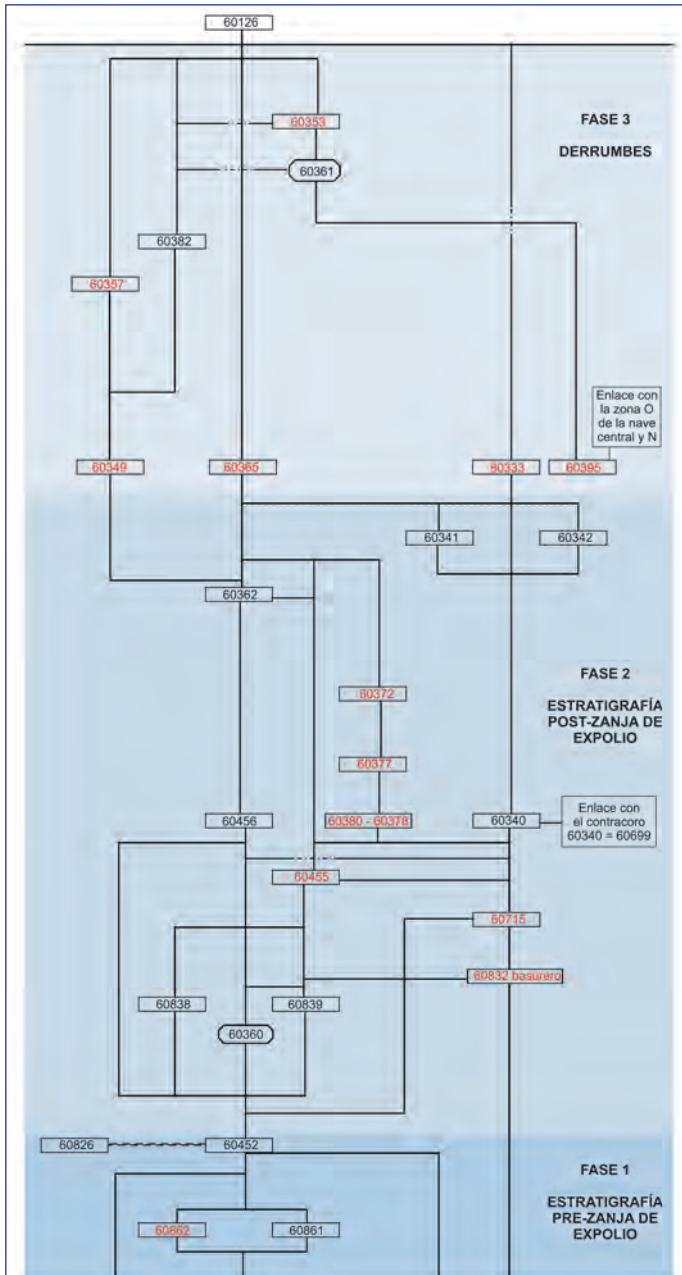 60126
60353
FASE 3
DERRUMBES
60361
60382
60357
Enlace con
la zona O
de la nave
central y N
60349
60365
60333
60395
60341
60342
60362
FASE 2
ESTRATIGRAFÍA
POST-ZANJA DE
EXPOLIO
60372
60377
60456
60380 - 60378
60340
Enlace con
el contracoro
60340 = 60699
60455
60715
60832 basurero
60838
60839
60360
60826
60452
FASE 1
ESTRATIGRAFÍA
PRE-ZANJA DE
EXPOLIO
60862
60861